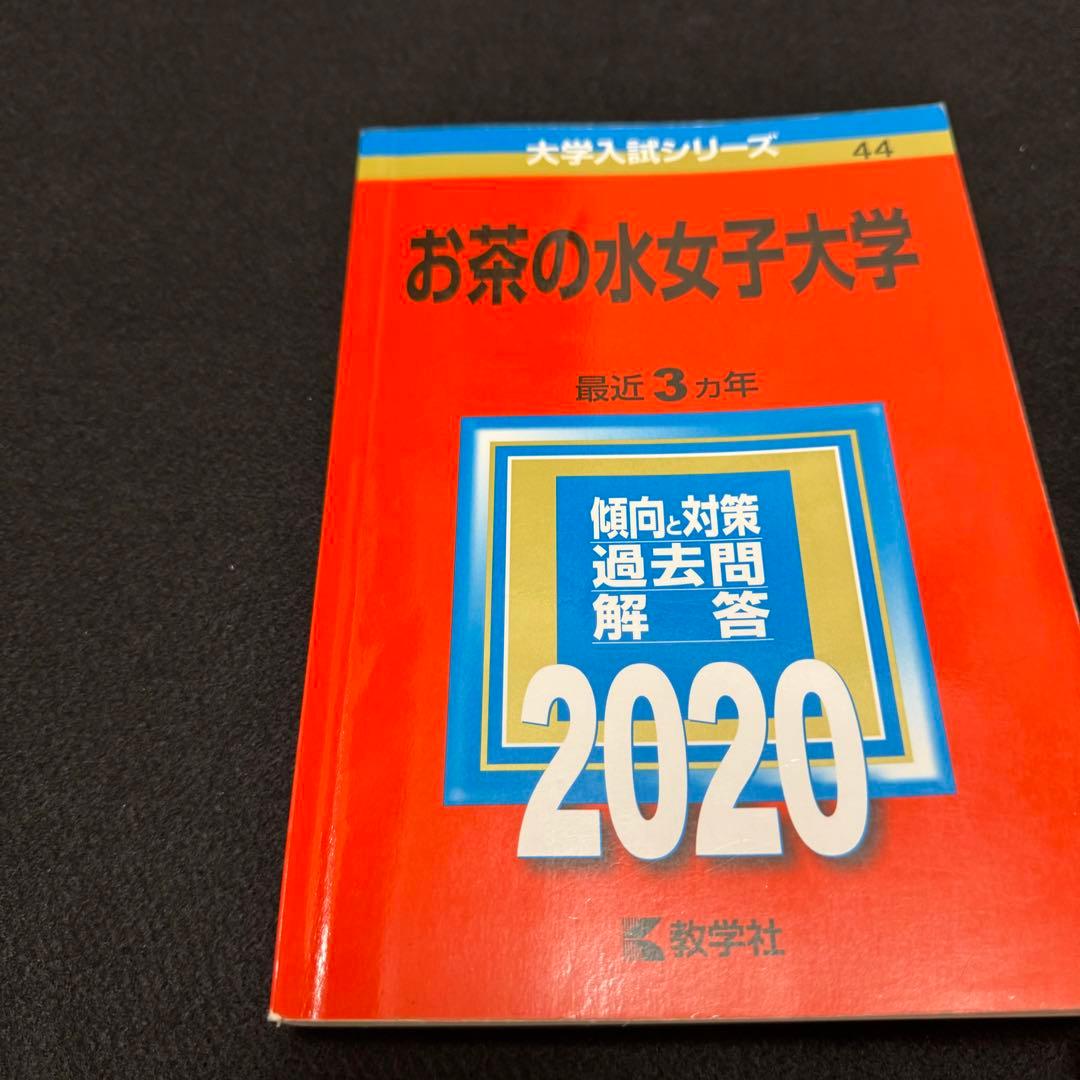 大学入試シリーズ 44
お茶の水女子大学
最近3カ年
傾向と対策
過去問
解答
2020
教学社